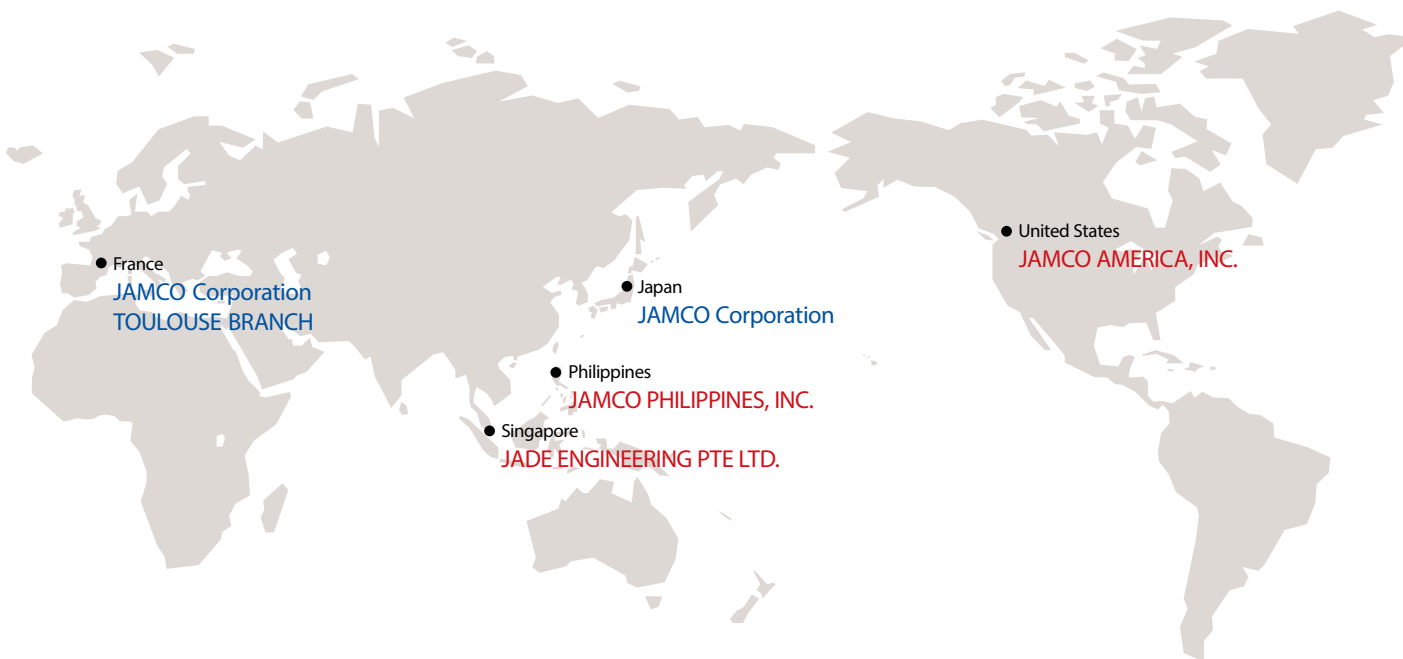 United States
JAMCO AMERICA, INC.
France
JAMCO Corporation
TOULOUSE BRANCH
Japan
JAMCO Corporation
Philippines
JAMCO PHILIPPINES, INC.
Singapore
JADE ENGINEERING PTE LTD.